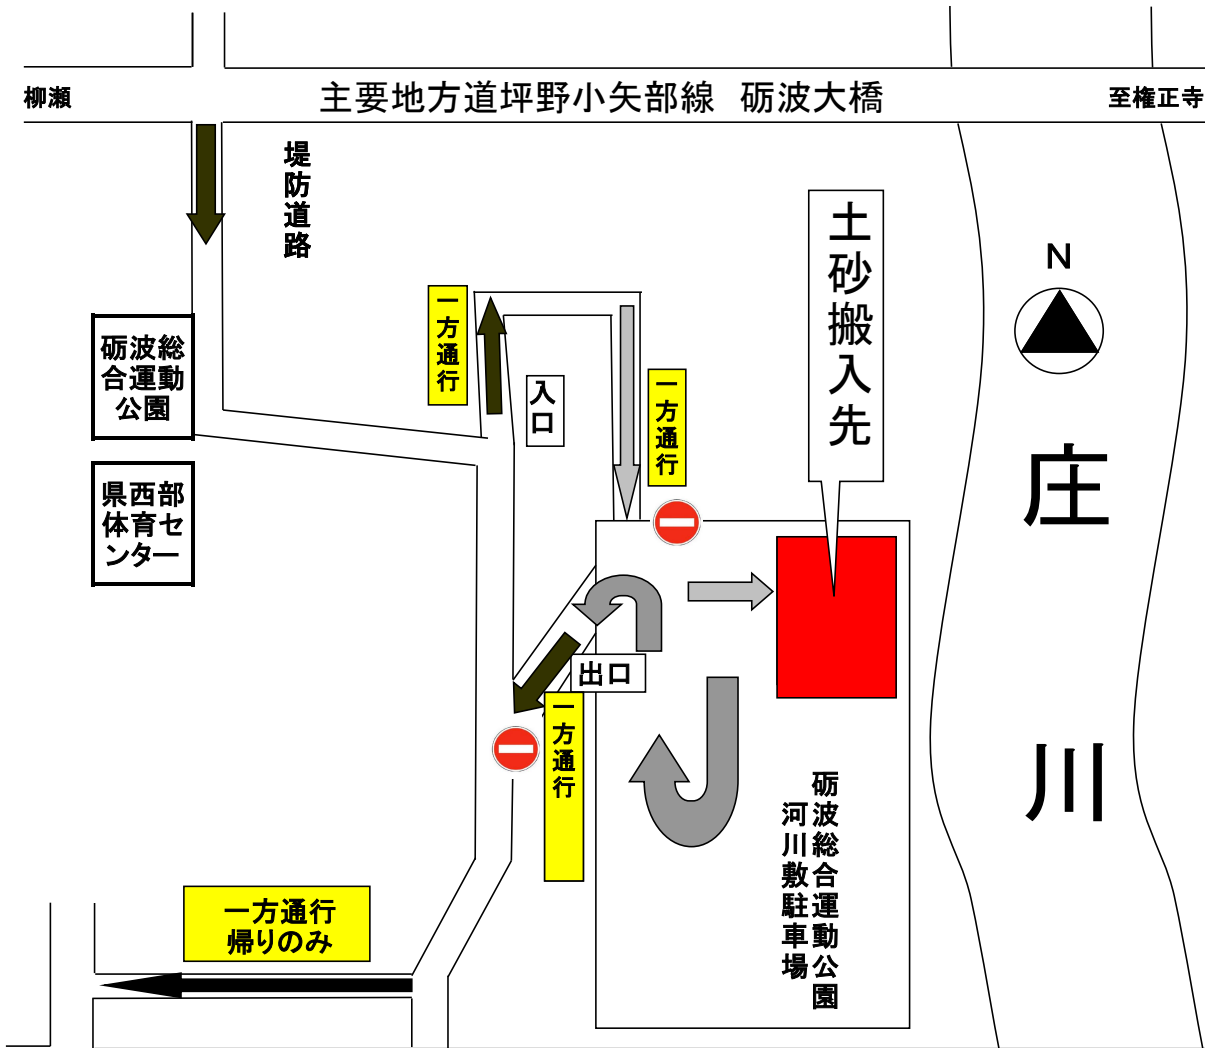 柳瀬
主要地方道坪野小矢部線 砺波大橋
至権正寺
堤防道路
土砂搬入先
N
一方通行
砺波総
合運動
公園
入口
一方通行
庄川
県西部
体育セ
ンター
出口
一方通行
砺波総合運動公園
河川敷駐車場
一方通行
帰りのみ